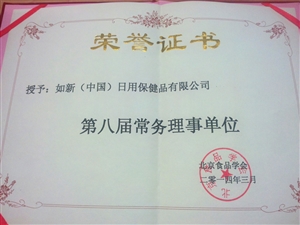 荣誉证书
授予：如新（中国）日用保健品有限公司
第八届常务理事单位
北京食品学会
二〇一四年三月